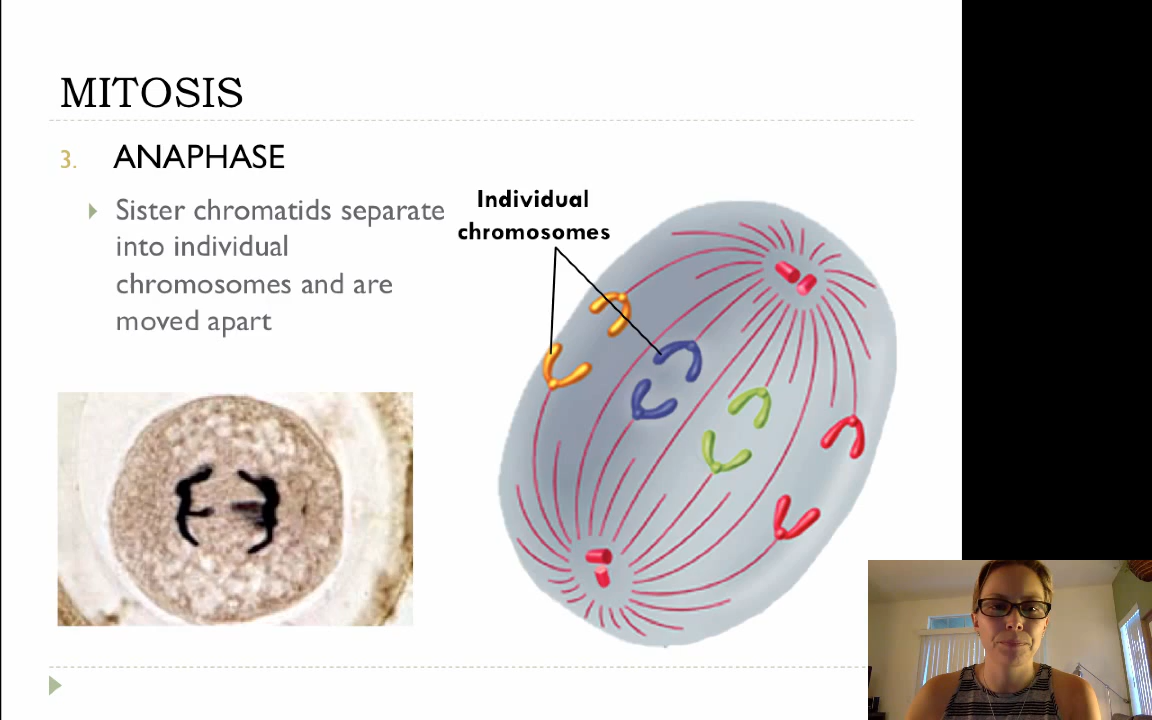 MITOSIS
3. ANAPHASE
Sister chromatids separate
into individual
chromosomes and are
moved apart
Individual
chromosomes